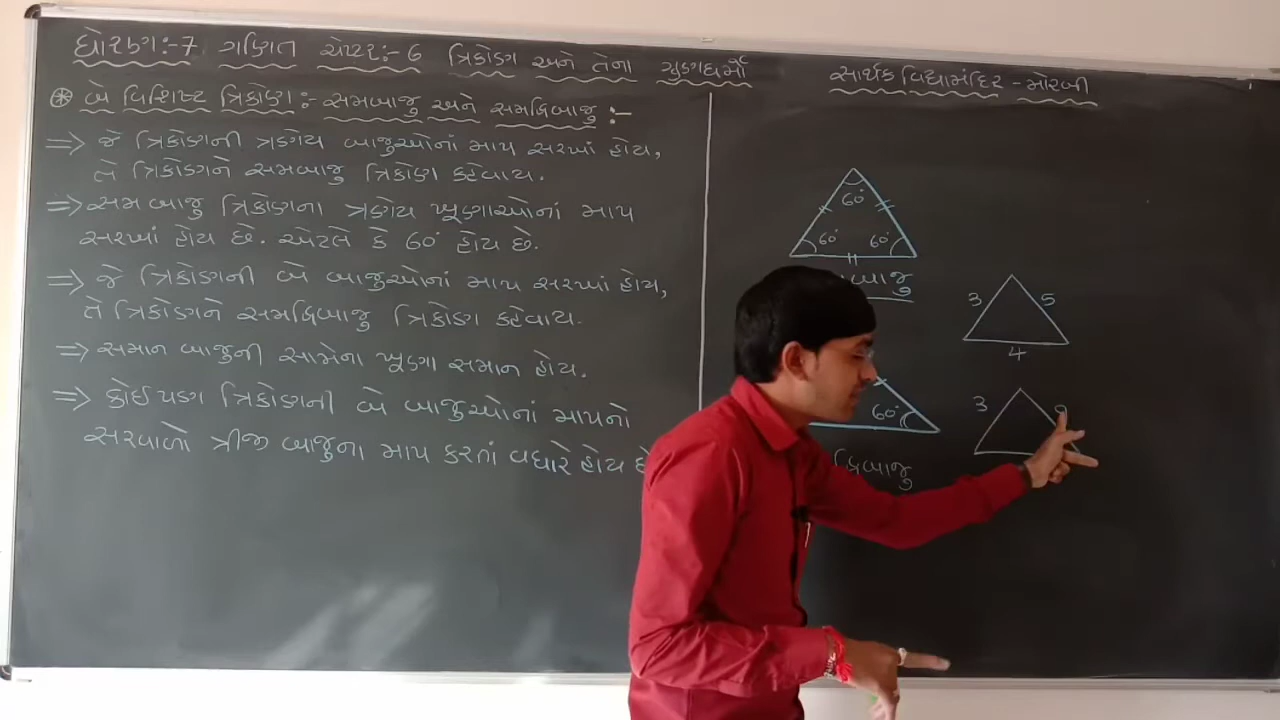 ધોરણ:-7 ગણિત ચેપ્ટર:-6 ત્રિકોણ અને તેના ગુણધર્મો
સાર્થક વિદ્યામંદિર - મોરબી
બે વિશિષ્ટ ત્રિકોણ:- સમબાજુ અને સમદ્વિબાજુ :-
⇒ જે ત્રિકોણની ત્રણેય બાજુઓનાં માપ સરખાં હોય,
તે ત્રિકોણને સમબાજુ ત્રિકોણ કહેવાય.
⇒ સમબાજુ ત્રિકોણના ત્રણેય ખૂણાઓનાં માપ
સરખાં હોય છે. એટલે કે 60° હોય છે.
⇒ જે ત્રિકોણની બે બાજુઓનાં માપ સરખાં હોય,
તે ત્રિકોણને સમદ્વિબાજુ ત્રિકોણ કહેવાય.
⇒ સમાન બાજુની સામેના ખૂણા સમાન હોય.
⇒ કોઈપણ ત્રિકોણની બે બાજુઓનાં માપનો
સરવાળો ત્રીજી બાજુના માપ કરતાં વધારે હોય
60°
60° 60°
બાજુ
3 5
4
60°
3
દ્વિબાજુ